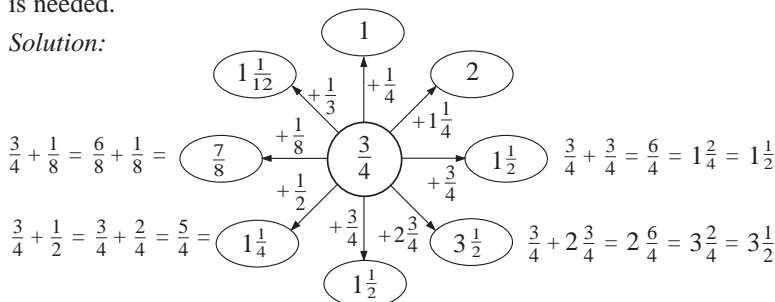 is needed.
Solution:
1
1 1/12
2
+1/3
+1/4
+1 1/4
3/4 + 1/8 = 6/8 + 1/8 =
7/8
+1/8
3/4
+3/4
1 1/2
3/4 + 3/4 = 6/4 = 1 2/4 = 1 1/2
3/4 + 1/2 = 3/4 + 2/4 = 5/4 =
1 1/4
+1/2
+3/4
+2 3/4
3 1/2
3/4 + 2 3/4 = 2 6/4 = 3 2/4 = 3 1/2
1 1/2